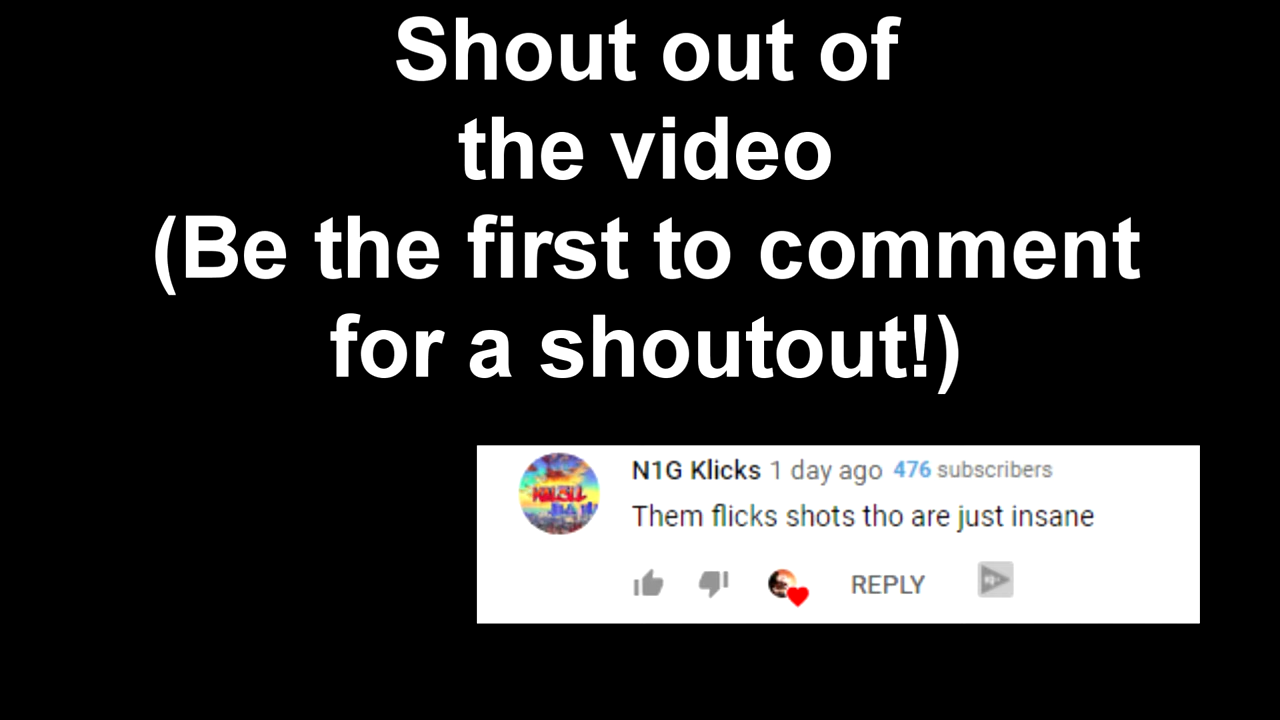 Shout out of
the video
(Be the first to comment
for a shoutout!)
N1G Klicks 1 day ago 476 subscribers
Them flicks shots tho are just insane
REPLY